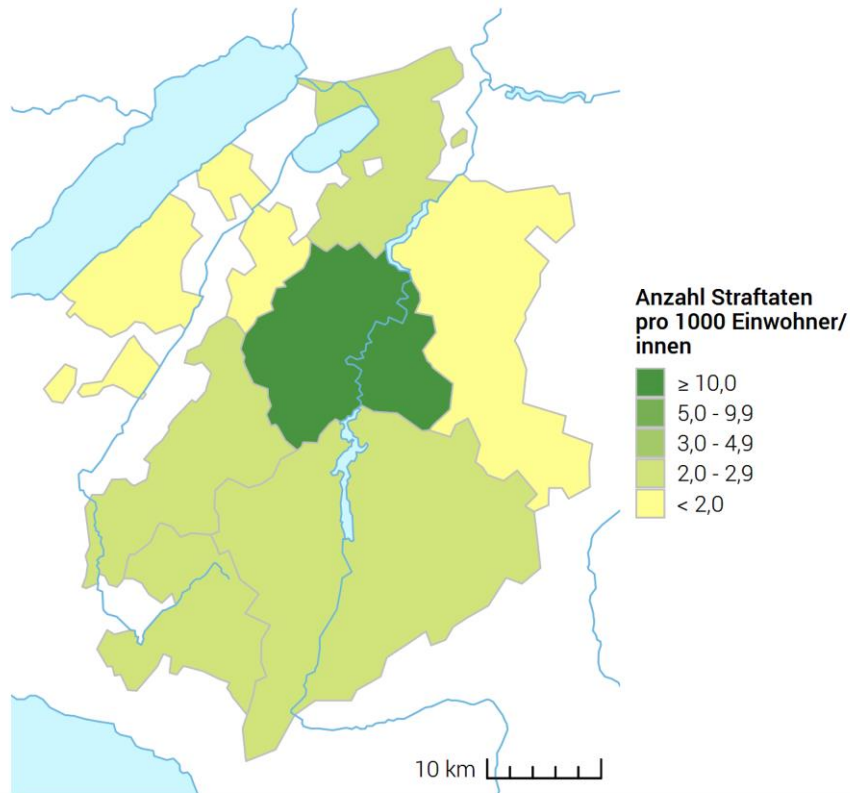 Anzahl Straftaten
pro 1000 Einwohner/
innen
≥ 10,0
5,0 - 9,9
3,0 - 4,9
2,0 - 2,9
< 2,0
10 km